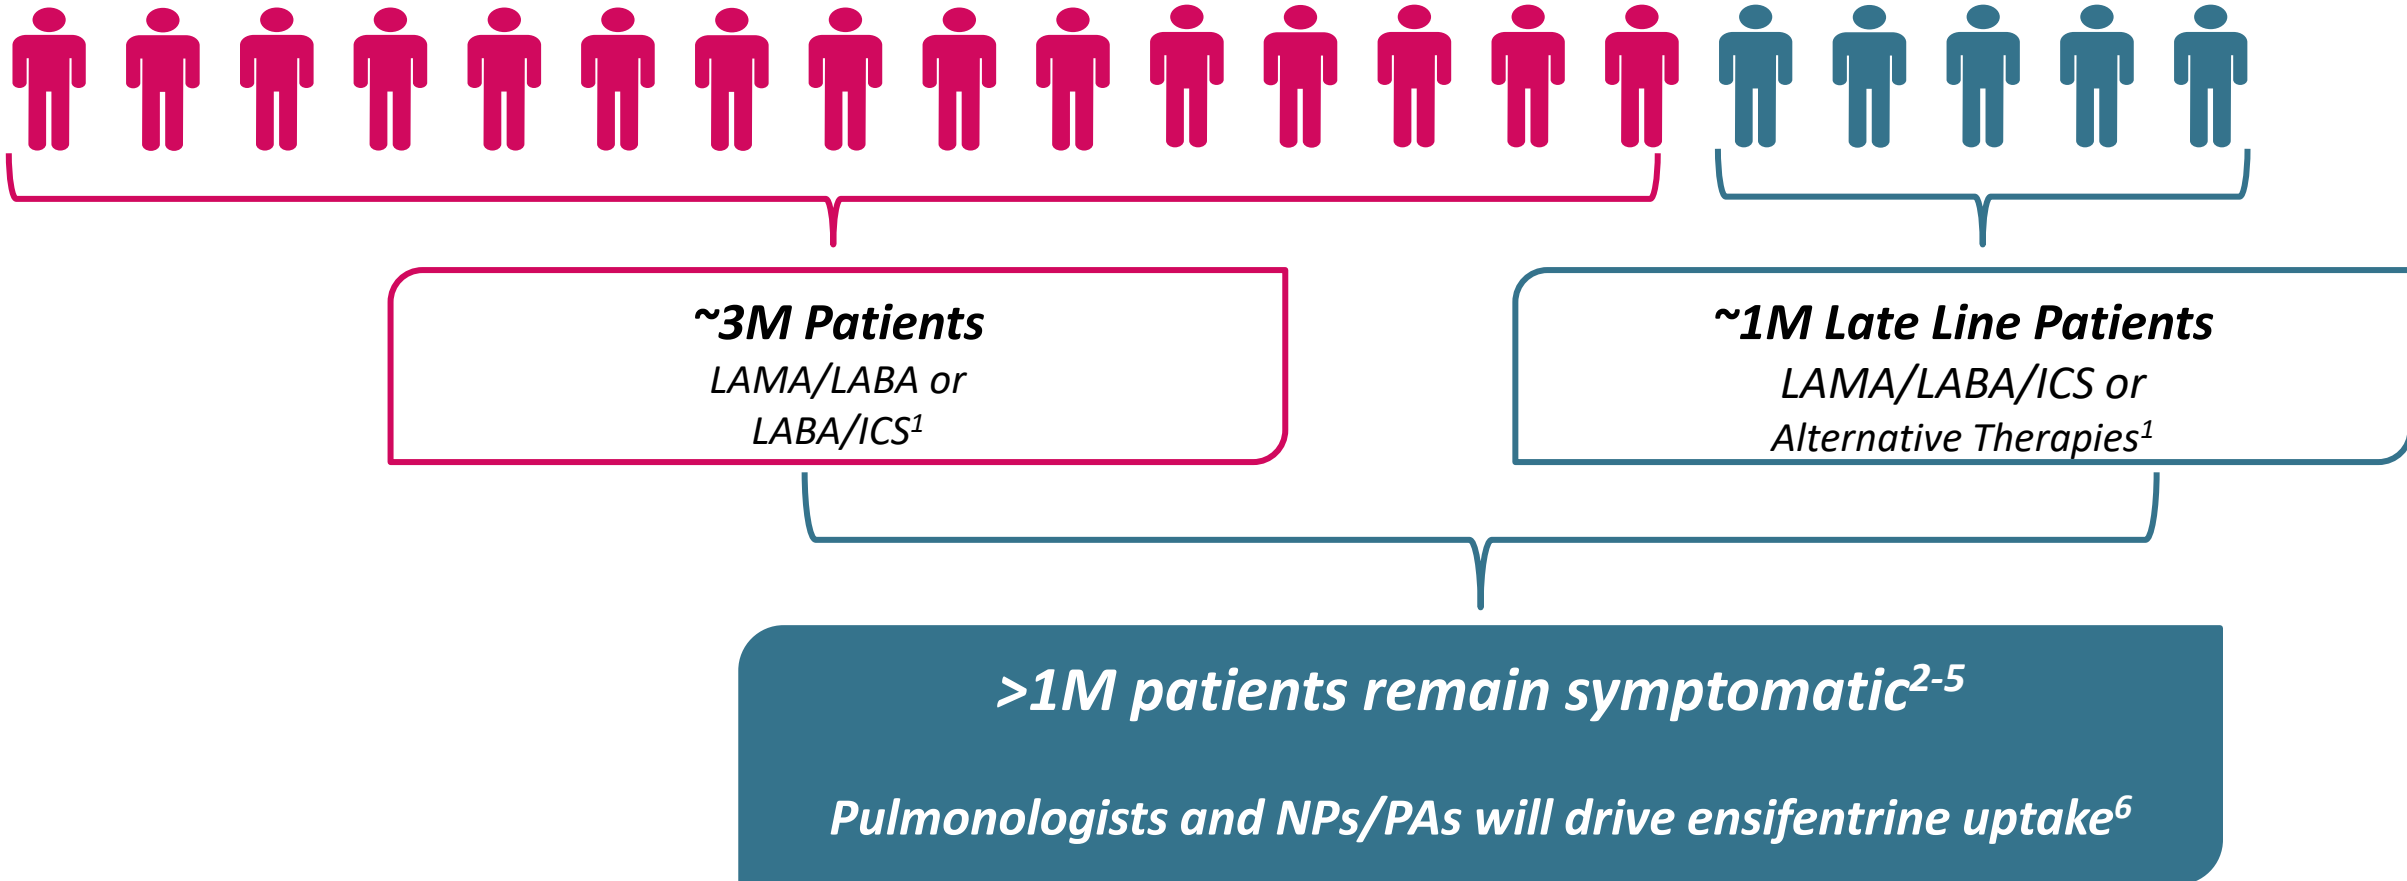 ~3M Patients
LAMA/LABA or
LABA/ICS¹
~1M Late Line Patients
LAMA/LABA/ICS or
Alternative Therapies¹
>1M patients remain symptomatic²⁻⁵
Pulmonologists and NPs/PAs will drive ensifentrine uptake⁶